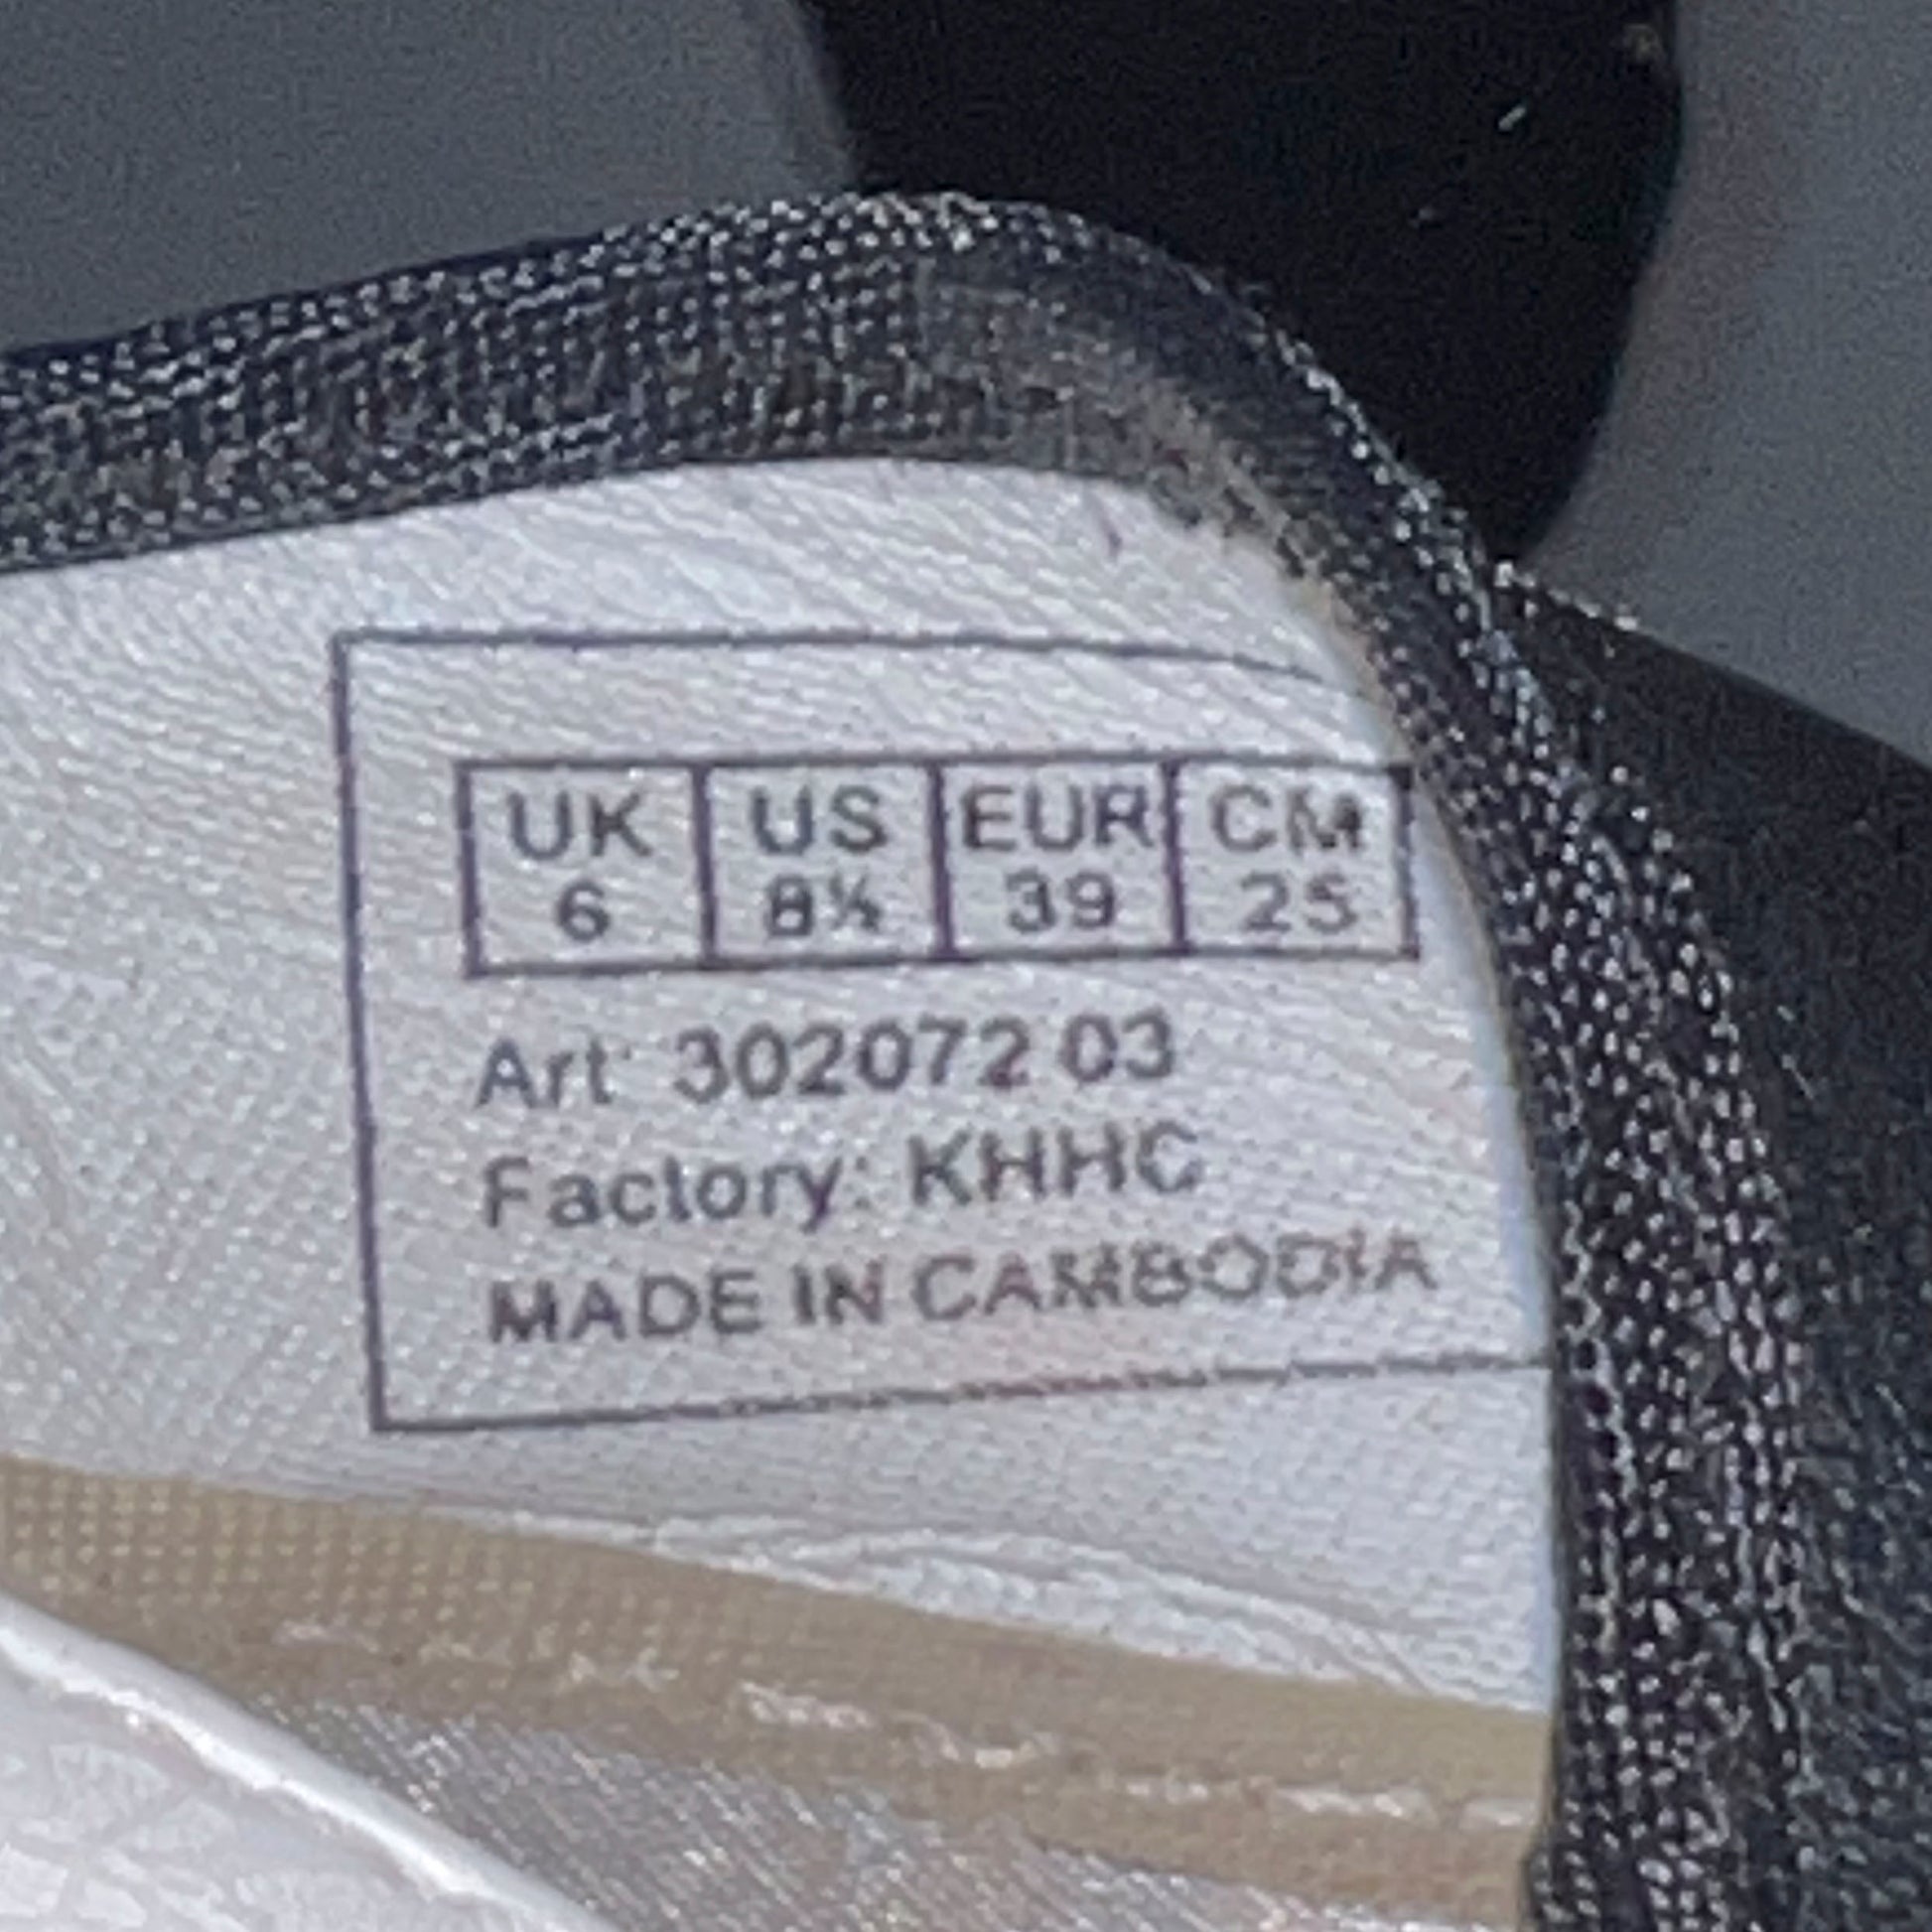 UK US EUR CM
6 8½ 39 25
Art: 302072 03
Factory: KHHC
MADE IN CAMBODIA